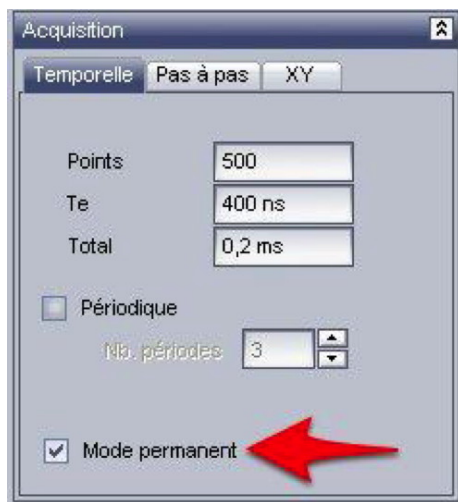 Acquisition
Temporelle Pas à pas XY
Points 500
Te 400 ns
Total 0,2 ms
Périodique
Nb. périodes 3
Mode permanent